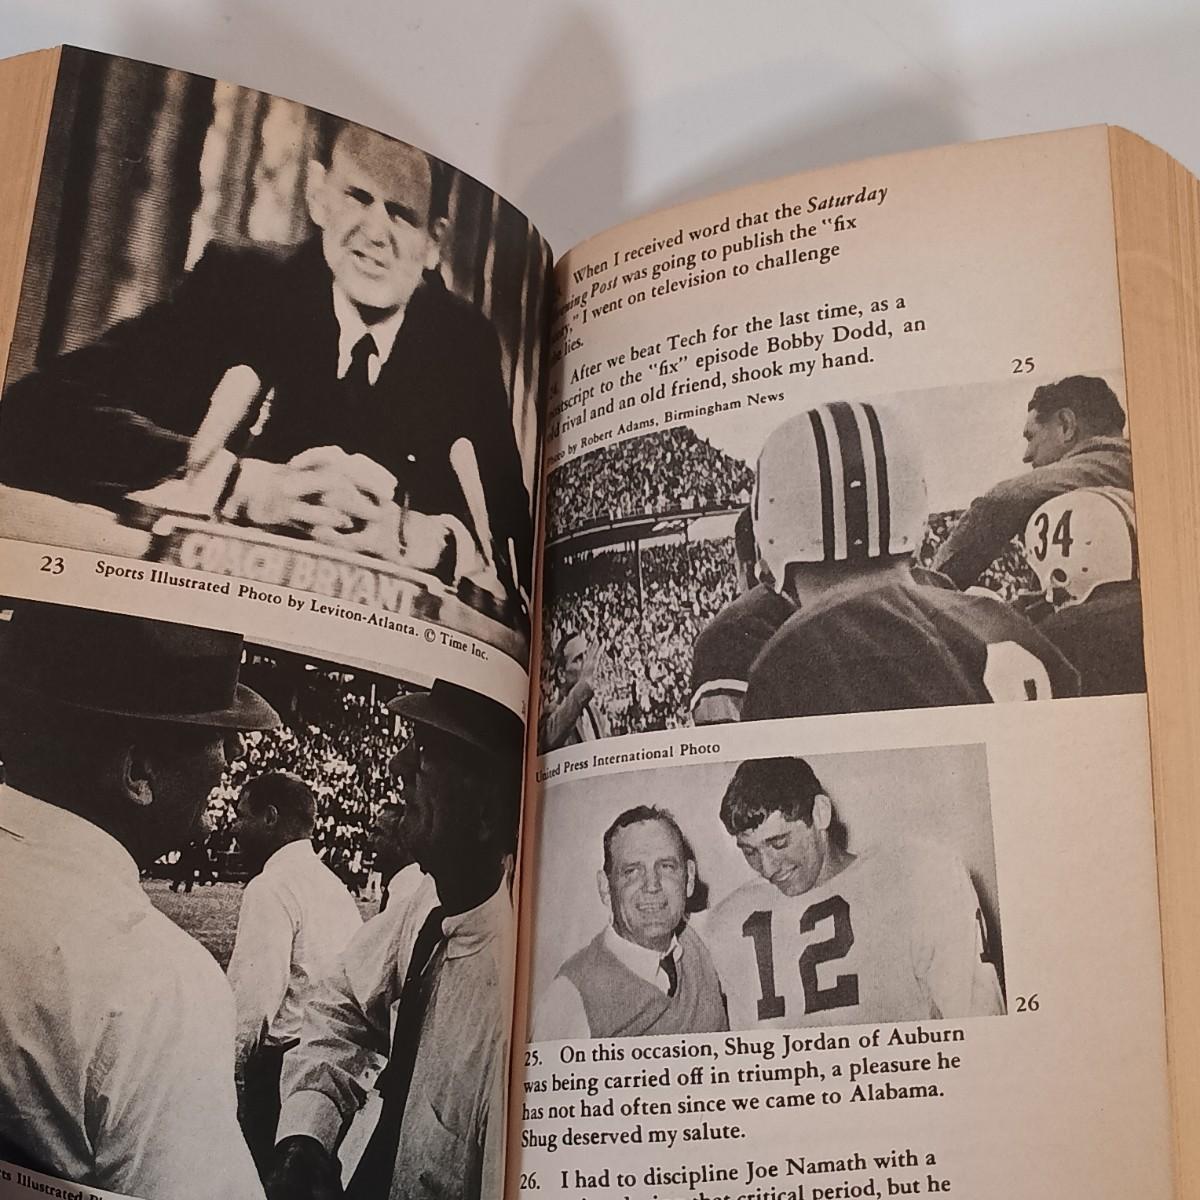 COACH BRYANT
23 Sports Illustrated Photo by Leviton-Atlanta. © Time Inc.
When I received word that the Saturday
Post was going to publish the "fix
I went on television to challenge
lies.
After we beat Tech for the last time, as a
to the "fix" episode Bobby Dodd, an
rival and an old friend, shook my hand.
by Robert Adams, Birmingham News
25
34
United Press International Photo
12
26
25. On this occasion, Shug Jordan of Auburn
was being carried off in triumph, a pleasure he
has not had often since we came to Alabama.
Shug deserved my salute.
26. I had to discipline Joe Namath with a
critical period, but he
Illustrated